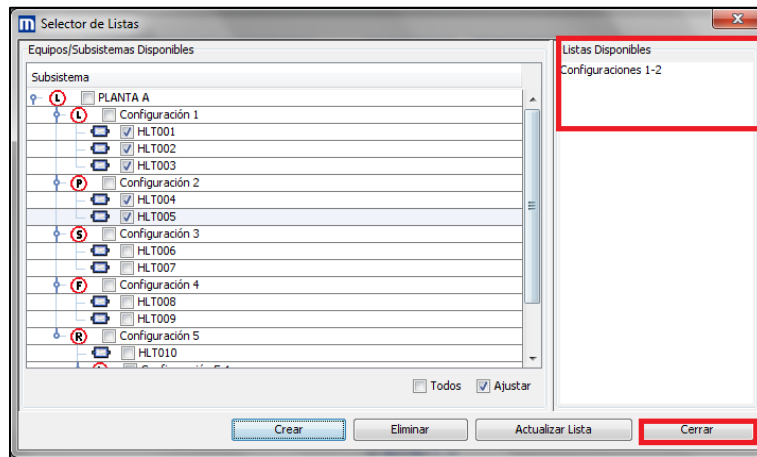 Selector de Listas
Equipos/Subsistemas Disponibles
Subsistema
L PLANTA A
L Configuración 1
HLT001
HLT002
HLT003
P Configuración 2
HLT004
HLT005
S Configuración 3
HLT006
HLT007
F Configuración 4
HLT008
HLT009
R Configuración 5
HLT010
Todos Ajustar
Listas Disponibles
Configuraciones 1-2
Crear Eliminar Actualizar Lista Cerrar